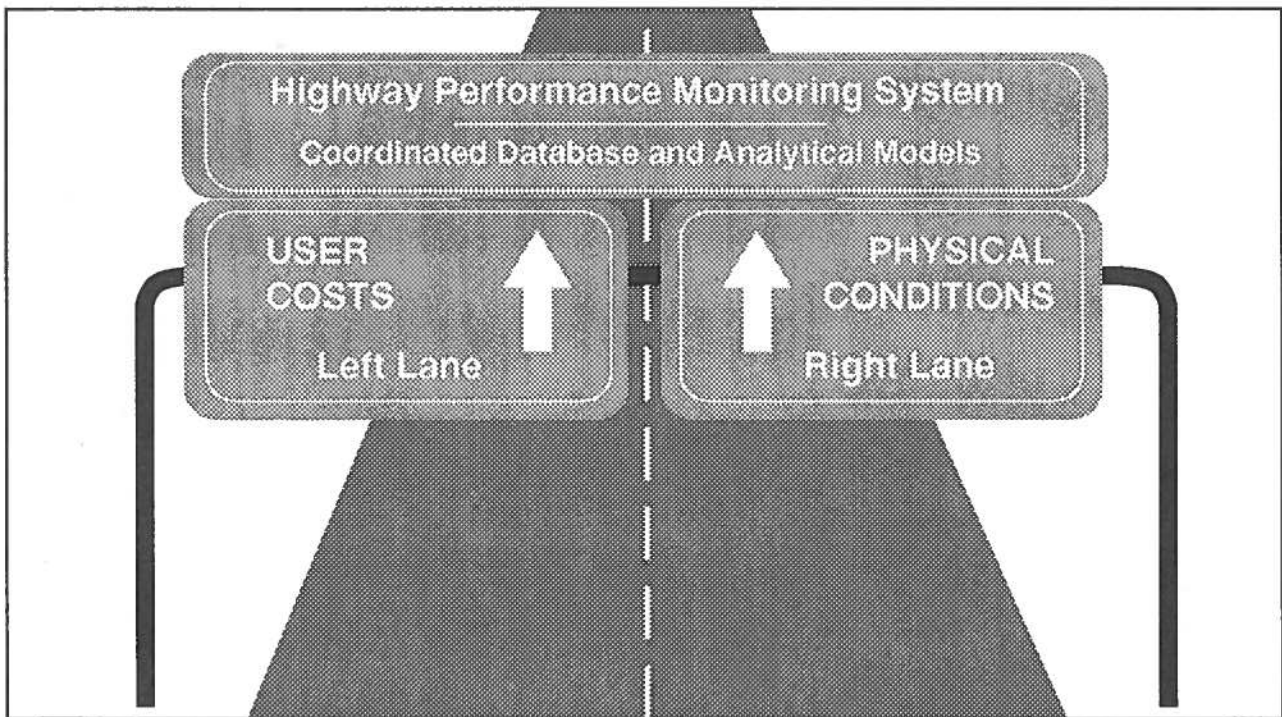 Highway Performance Monitoring System
Coordinated Database and Analytical Models
USER
COSTS
Left Lane
PHYSICAL
CONDITIONS
Right Lane